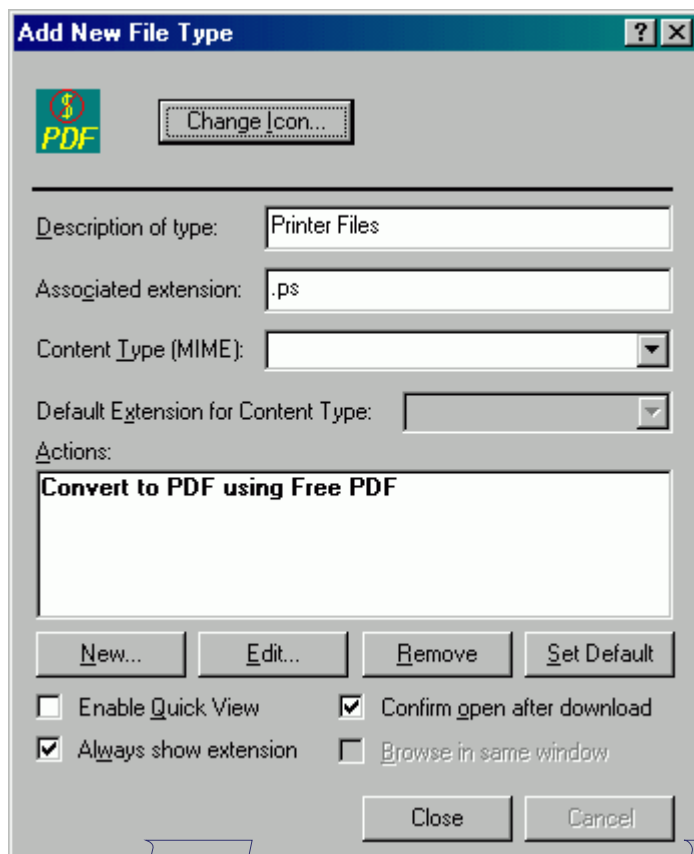 Add New File Type
$
PDF
Change Icon...
Description of type: Printer Files
Associated extension: .ps
Content Type (MIME):
Default Extension for Content Type:
Actions:
Convert to PDF using Free PDF
New... Edit... Remove Set Default
Enable Quick View Confirm open after download
Always show extension Browse in same window
Close Cancel